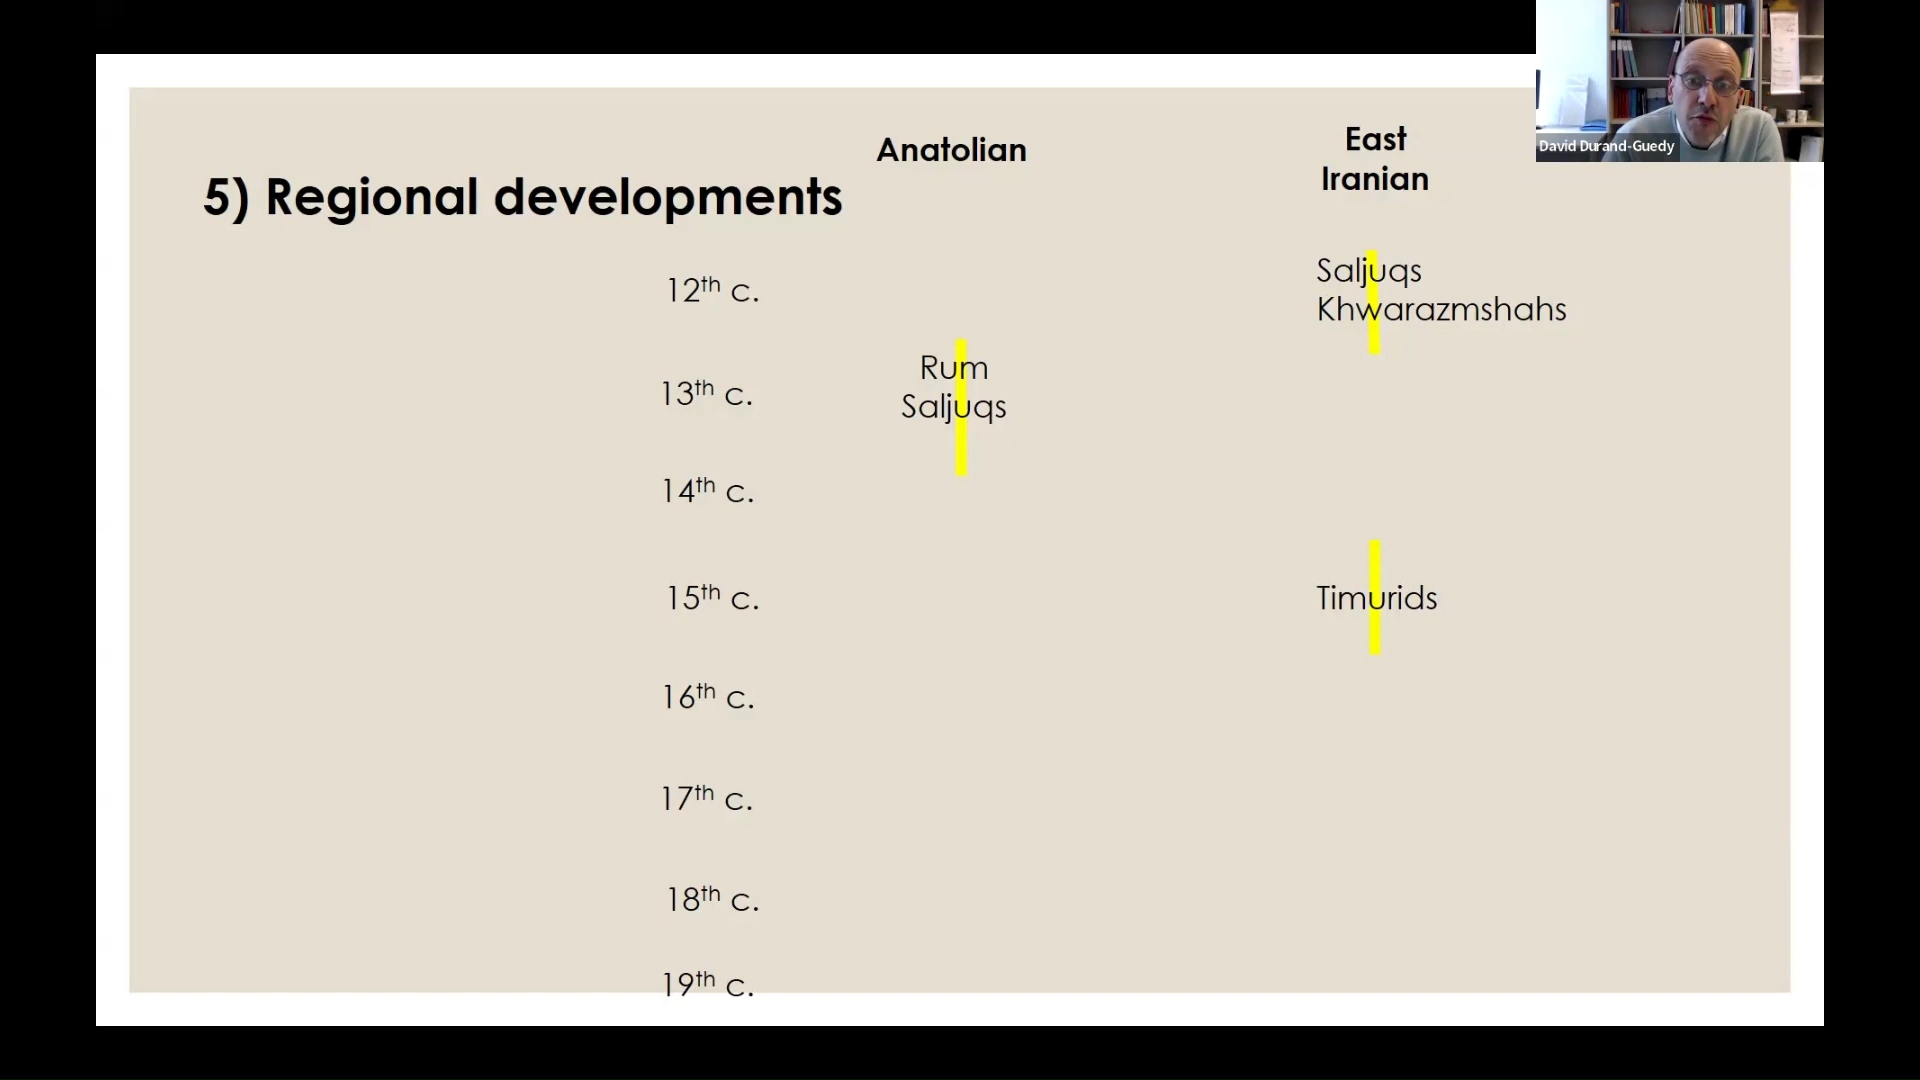 David Durand-Guedy
Anatolian
East
Iranian
5) Regional developments
12th c.
Saljuqs
Khwarazmshahs
13th c.
Rum
Saljuqs
14th c.
15th c.
Timurids
16th c.
17th c.
18th c.
19th c.